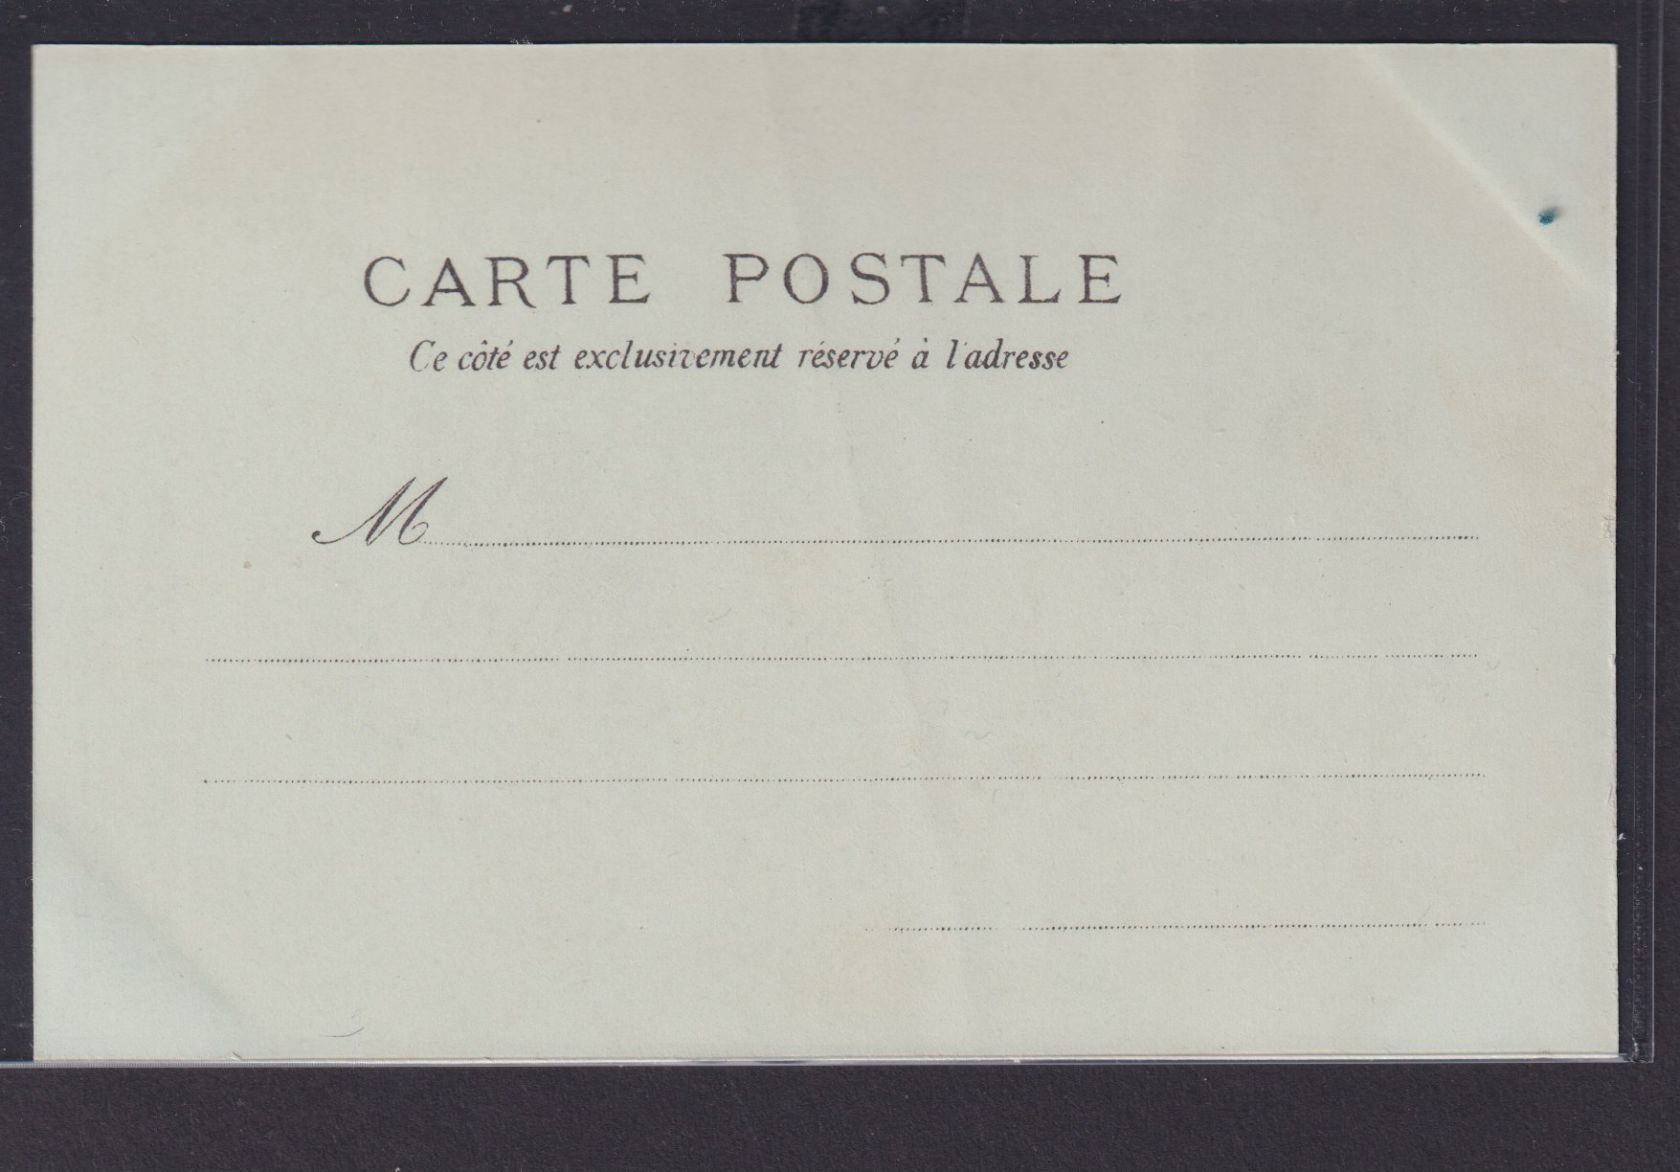 CARTE POSTALE
Ce côté est exclusivement réservé à l'adresse
M